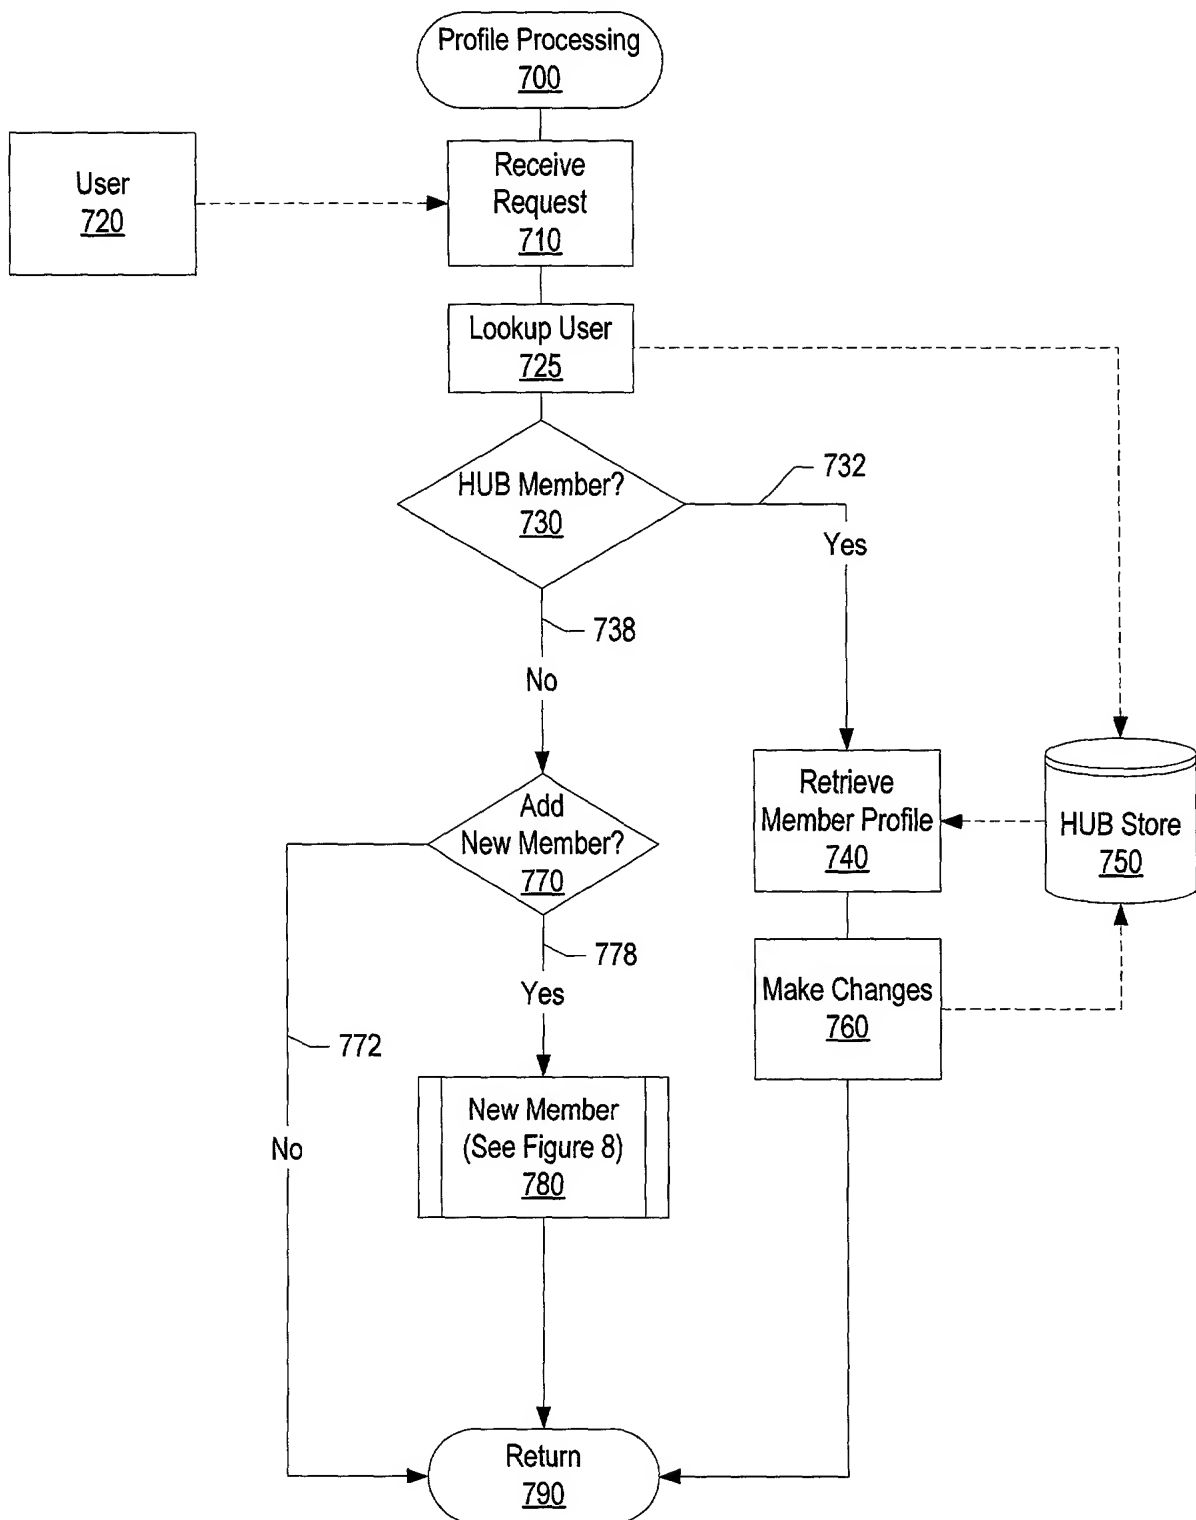 Profile Processing
700
User
720
Receive
Request
710
Lookup User
725
HUB Member?
730
732
Yes
738
No
Retrieve
Member Profile
740
HUB Store
750
Add
New Member?
770
778
Yes
Make Changes
760
772
No
New Member
(See Figure 8)
780
Return
790